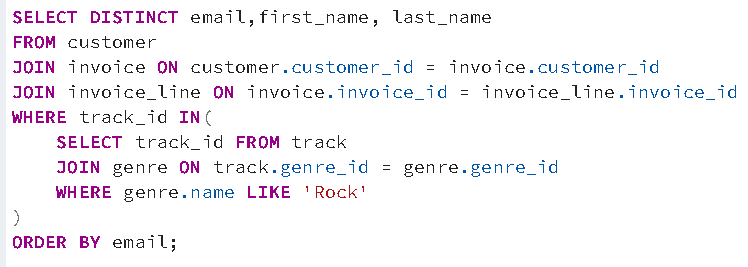 SELECT DISTINCT email,first_name, last_name
FROM customer
JOIN invoice ON customer.customer_id = invoice.customer_id
JOIN invoice_line ON invoice.invoice_id = invoice_line.invoice_id
WHERE track_id IN(
    SELECT track_id FROM track
    JOIN genre ON track.genre_id = genre.genre_id
    WHERE genre.name LIKE 'Rock'
)
ORDER BY email;